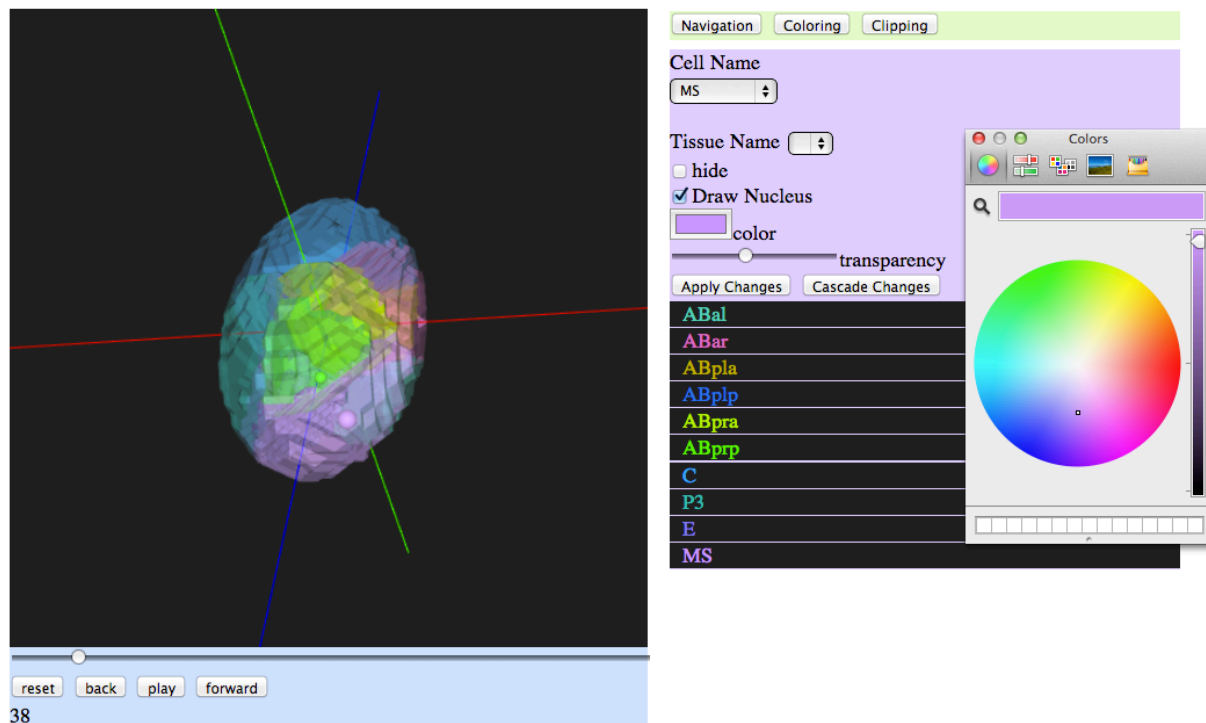 Navigation Coloring Clipping
Cell Name
MS
Tissue Name
Colors
hide
Draw Nucleus
color
transparency
Apply Changes Cascade Changes
ABal
ABar
ABpla
ABplp
ABpra
ABprp
C
P3
E
MS
reset back play forward
38